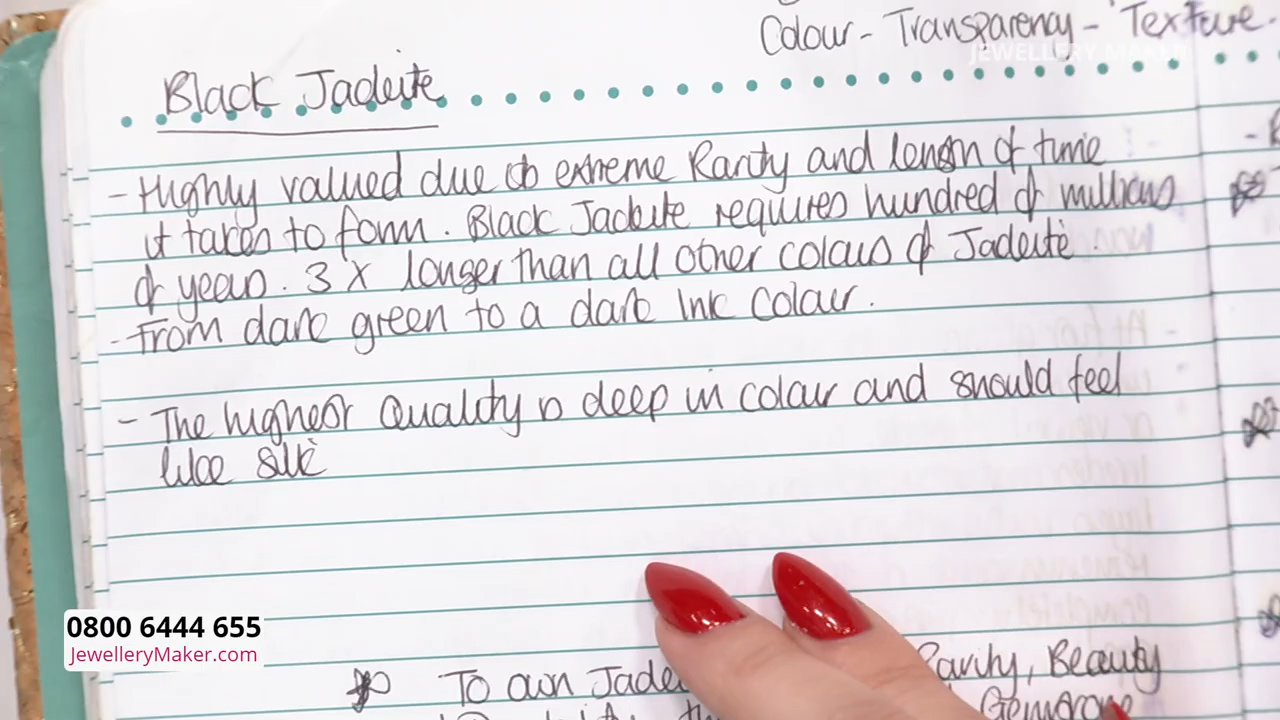 Colour - Transparency - Texture.
JEWELLERY MAKER
Black Jadeite
- Highly valued due to extreme Rarity and length of time
it takes to form. Black Jadeite requires hundred of millions
of years. 3 x longer than all other colours of Jadeite.
- From dark green to a dark Ink Colour.
- The highest Quality is deep in colour and should feel
like silk
0800 6444 655
JewelleryMaker.com
To own Jade
Rarity, Beauty
Gemstone